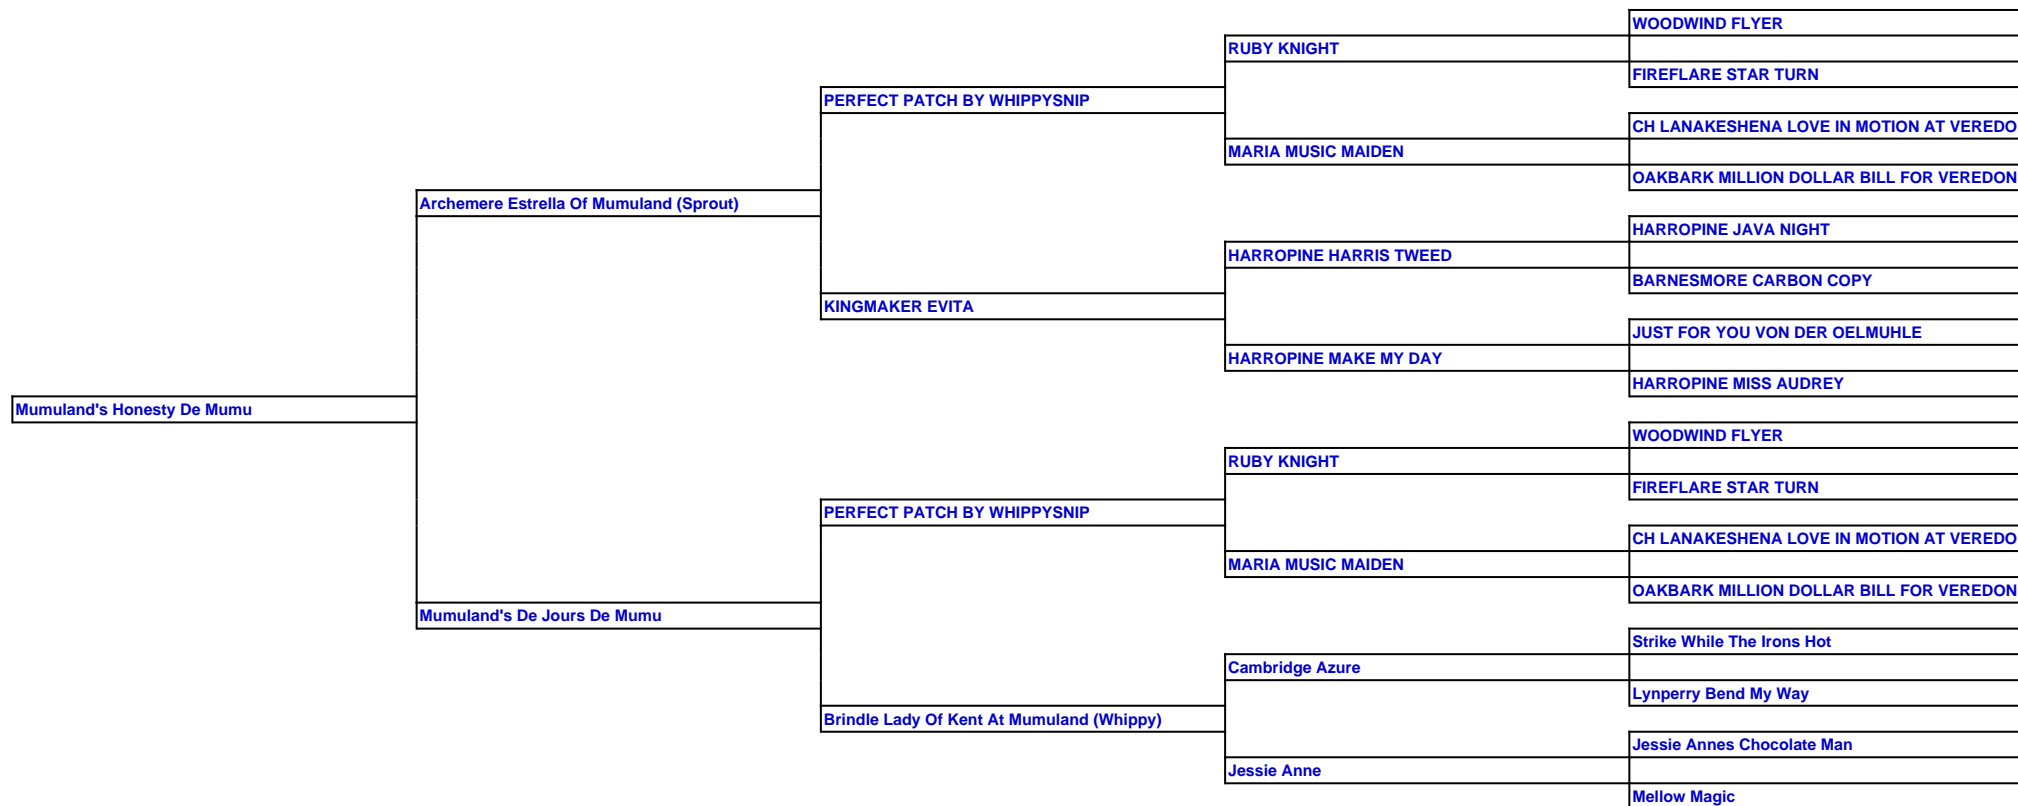 WOODWIND FLYER
RUBY KNIGHT
FIREFLARE STAR TURN
PERFECT PATCH BY WHIPPYSNIP
CH LANAKESHENA LOVE IN MOTION AT VEREDO
MARIA MUSIC MAIDEN
OAKBARK MILLION DOLLAR BILL FOR VEREDON
Archemere Estrella Of Mumuland (Sprout)
HARROPINE JAVA NIGHT
HARROPINE HARRIS TWEED
BARNESMORE CARBON COPY
KINGMAKER EVITA
JUST FOR YOU VON DER OELMUHLE
HARROPINE MAKE MY DAY
HARROPINE MISS AUDREY
Mumuland's Honesty De Mumu
WOODWIND FLYER
RUBY KNIGHT
FIREFLARE STAR TURN
PERFECT PATCH BY WHIPPYSNIP
CH LANAKESHENA LOVE IN MOTION AT VEREDO
MARIA MUSIC MAIDEN
OAKBARK MILLION DOLLAR BILL FOR VEREDON
Mumuland's De Jours De Mumu
Strike While The Irons Hot
Cambridge Azure
Lynperry Bend My Way
Brindle Lady Of Kent At Mumuland (Whippy)
Jessie Annes Chocolate Man
Jessie Anne
Mellow Magic